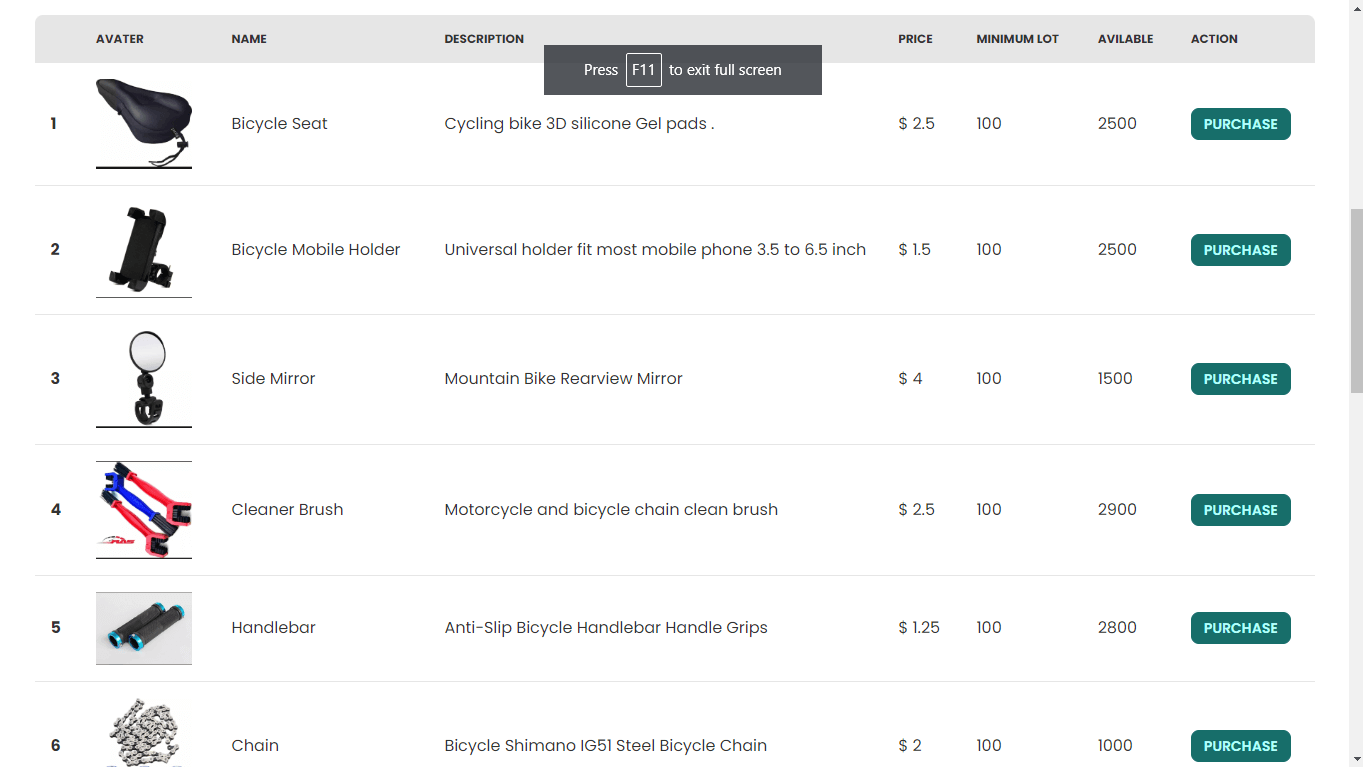 AVATER NAME DESCRIPTION PRICE MINIMUM LOT AVILABLE ACTION
Press F11 to exit full screen
1 Bicycle Seat Cycling bike 3D silicone Gel pads . $ 2.5 100 2500 PURCHASE
2 Bicycle Mobile Holder Universal holder fit most mobile phone 3.5 to 6.5 inch $ 1.5 100 2500 PURCHASE
3 Side Mirror Mountain Bike Rearview Mirror $ 4 100 1500 PURCHASE
4 Cleaner Brush Motorcycle and bicycle chain clean brush $ 2.5 100 2900 PURCHASE
5 Handlebar Anti-Slip Bicycle Handlebar Handle Grips $ 1.25 100 2800 PURCHASE
6 Chain Bicycle Shimano IG51 Steel Bicycle Chain $ 2 100 1000 PURCHASE